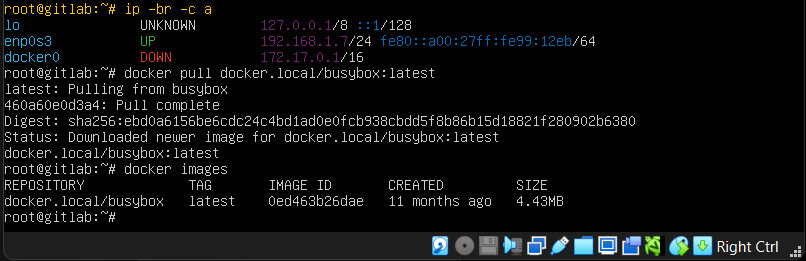 root@gitlab:~# ip -br -c a
lo               UNKNOWN        127.0.0.1/8 ::1/128
enp0s3           UP             192.168.1.7/24 fe80::a00:27ff:fe99:12eb/64
docker0          DOWN           172.17.0.1/16
root@gitlab:~# docker pull docker.local/busybox:latest
latest: Pulling from busybox
460a60e0d3a4: Pull complete
Digest: sha256:ebd0a6156be6cdc24c4bd1ad0e0fcb938cbdd5f8b86b15d18821f280902b6380
Status: Downloaded newer image for docker.local/busybox:latest
docker.local/busybox:latest
root@gitlab:~# docker images
REPOSITORY             TAG       IMAGE ID       CREATED         SIZE
docker.local/busybox   latest    0ed463b26dae   11 months ago   4.43MB
root@gitlab:~#
Right Ctrl